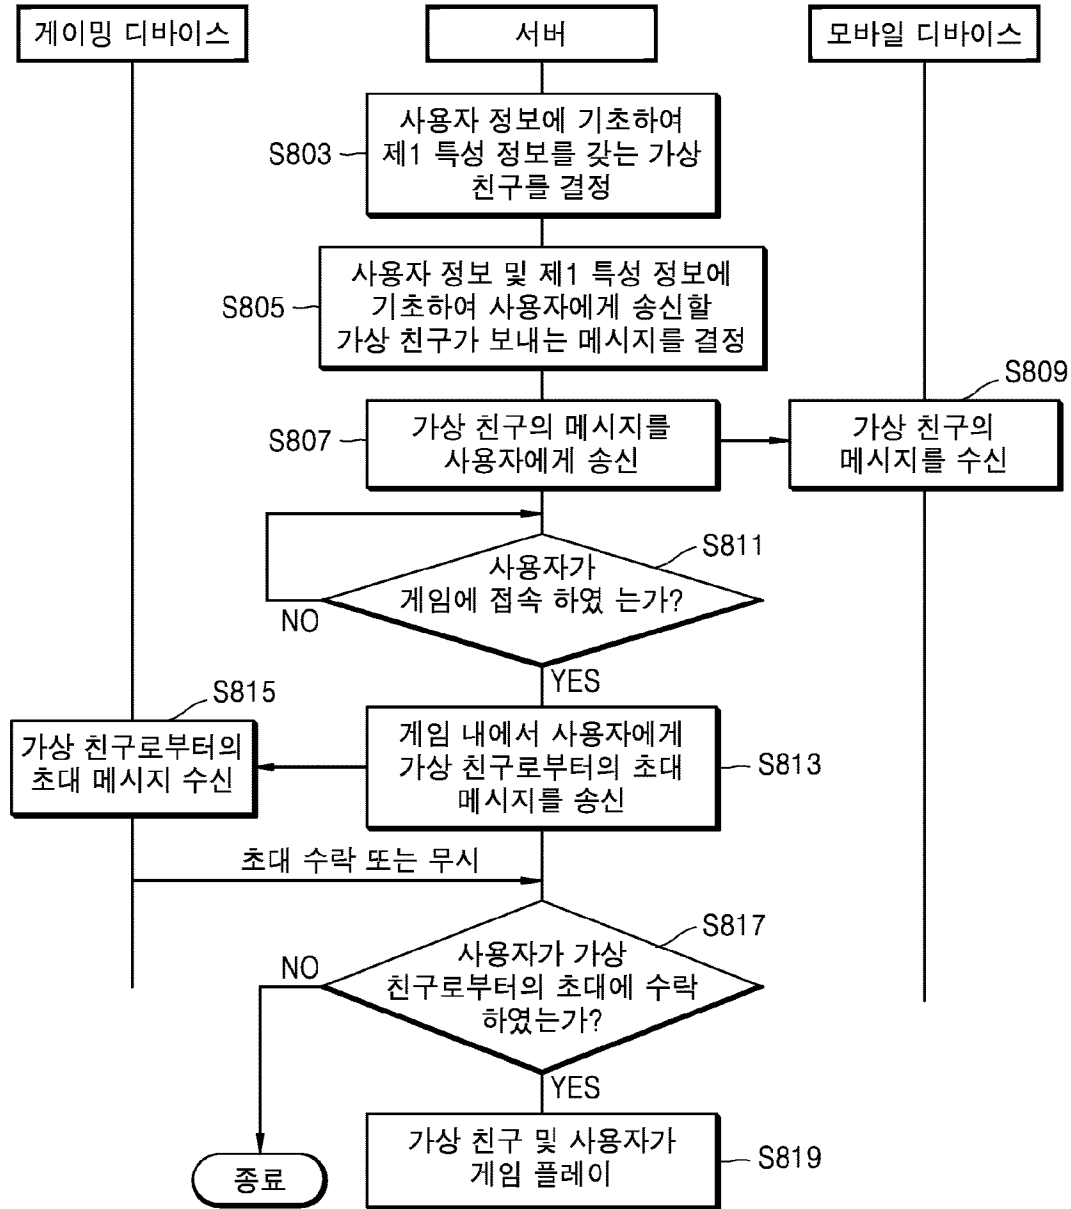 게이밍 디바이스
서버
모바일 디바이스
S803
사용자 정보에 기초하여
제1 특성 정보를 갖는 가상
친구를 결정
S805
사용자 정보 및 제1 특성 정보에
기초하여 사용자에게 송신할
가상 친구가 보내는 메시지를 결정
S807
가상 친구의 메시지를
사용자에게 송신
S809
가상 친구의
메시지를 수신
S811
사용자가
게임에 접속 하였 는가?
NO
YES
S815
가상 친구로부터의
초대 메시지 수신
게임 내에서 사용자에게
가상 친구로부터의 초대
메시지를 송신
S813
초대 수락 또는 무시
S817
사용자가 가상
친구로부터의 초대에 수락
하였는가?
NO
YES
종료
가상 친구 및 사용자가
게임 플레이
S819